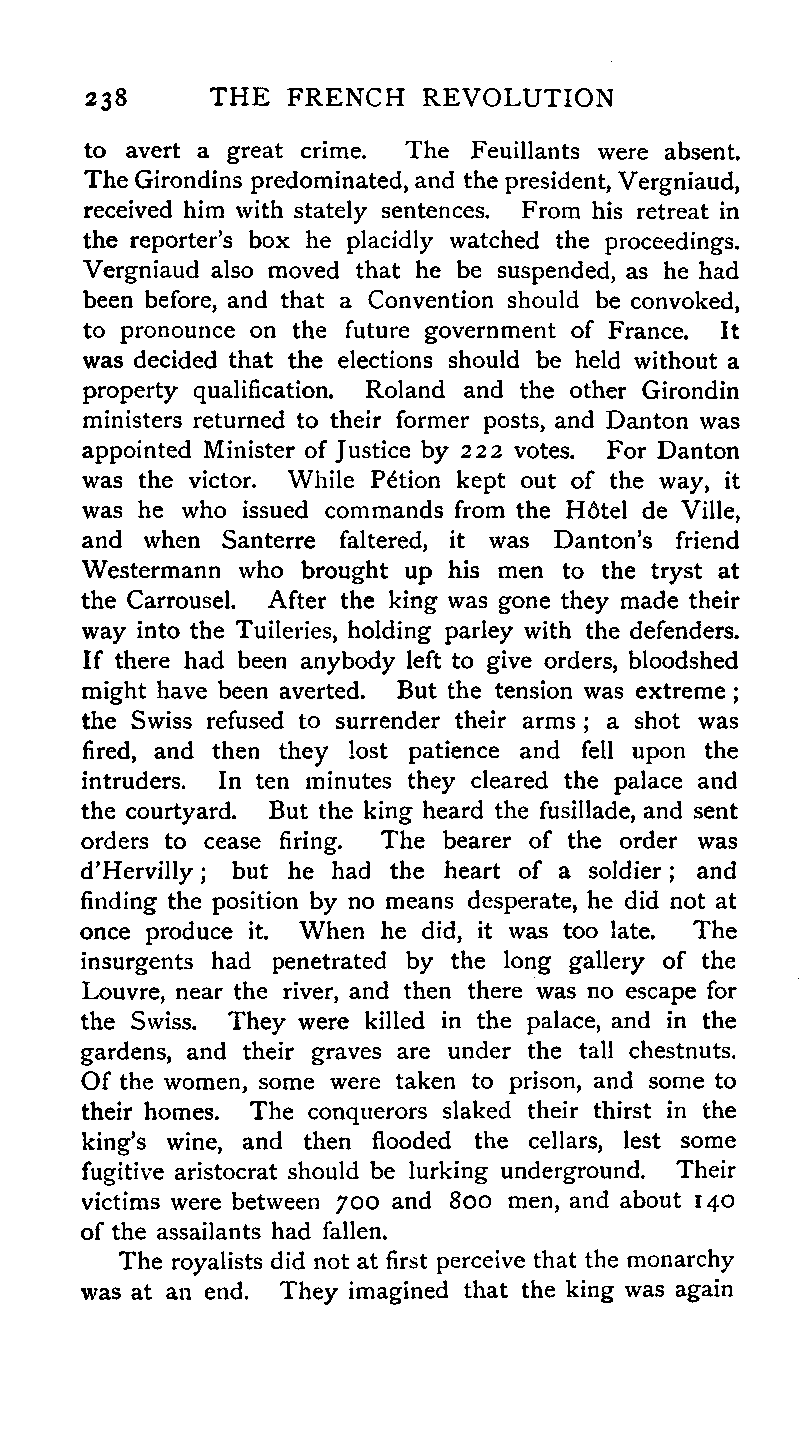 238 THE FRENCH REVOLUTION
to avert a great crime. The Feuillants were absent.
The Girondins predominated, and the president, Vergniaud,
received him with stately sentences. From his retreat in
the reporter's box he placidly watched the proceedings.
Vergniaud also moved that he be suspended, as he had
been before, and that a Convention should be convoked,
to pronounce on the future government of France. It
was decided that the elections should be held without a
property qualification. Roland and the other Girondin
ministers returned to their former posts, and Danton was
appointed Minister of Justice by 222 votes. For Danton
was the victor. While Pétion kept out of the way, it
was he who issued commands from the Hôtel de Ville,
and when Santerre faltered, it was Danton's friend
Westermann who brought up his men to the tryst at
the Carrousel. After the king was gone they made their
way into the Tuileries, holding parley with the defenders.
If there had been anybody left to give orders, bloodshed
might have been averted. But the tension was extreme ;
the Swiss refused to surrender their arms ; a shot was
fired, and then they lost patience and fell upon the
intruders. In ten minutes they cleared the palace and
the courtyard. But the king heard the fusillade, and sent
orders to cease firing. The bearer of the order was
d'Hervilly ; but he had the heart of a soldier ; and
finding the position by no means desperate, he did not at
once produce it. When he did, it was too late. The
insurgents had penetrated by the long gallery of the
Louvre, near the river, and then there was no escape for
the Swiss. They were killed in the palace, and in the
gardens, and their graves are under the tall chestnuts.
Of the women, some were taken to prison, and some to
their homes. The conquerors slaked their thirst in the
king's wine, and then flooded the cellars, lest some
fugitive aristocrat should be lurking underground. Their
victims were between 700 and 800 men, and about 140
of the assailants had fallen.
The royalists did not at first perceive that the monarchy
was at an end. They imagined that the king was again